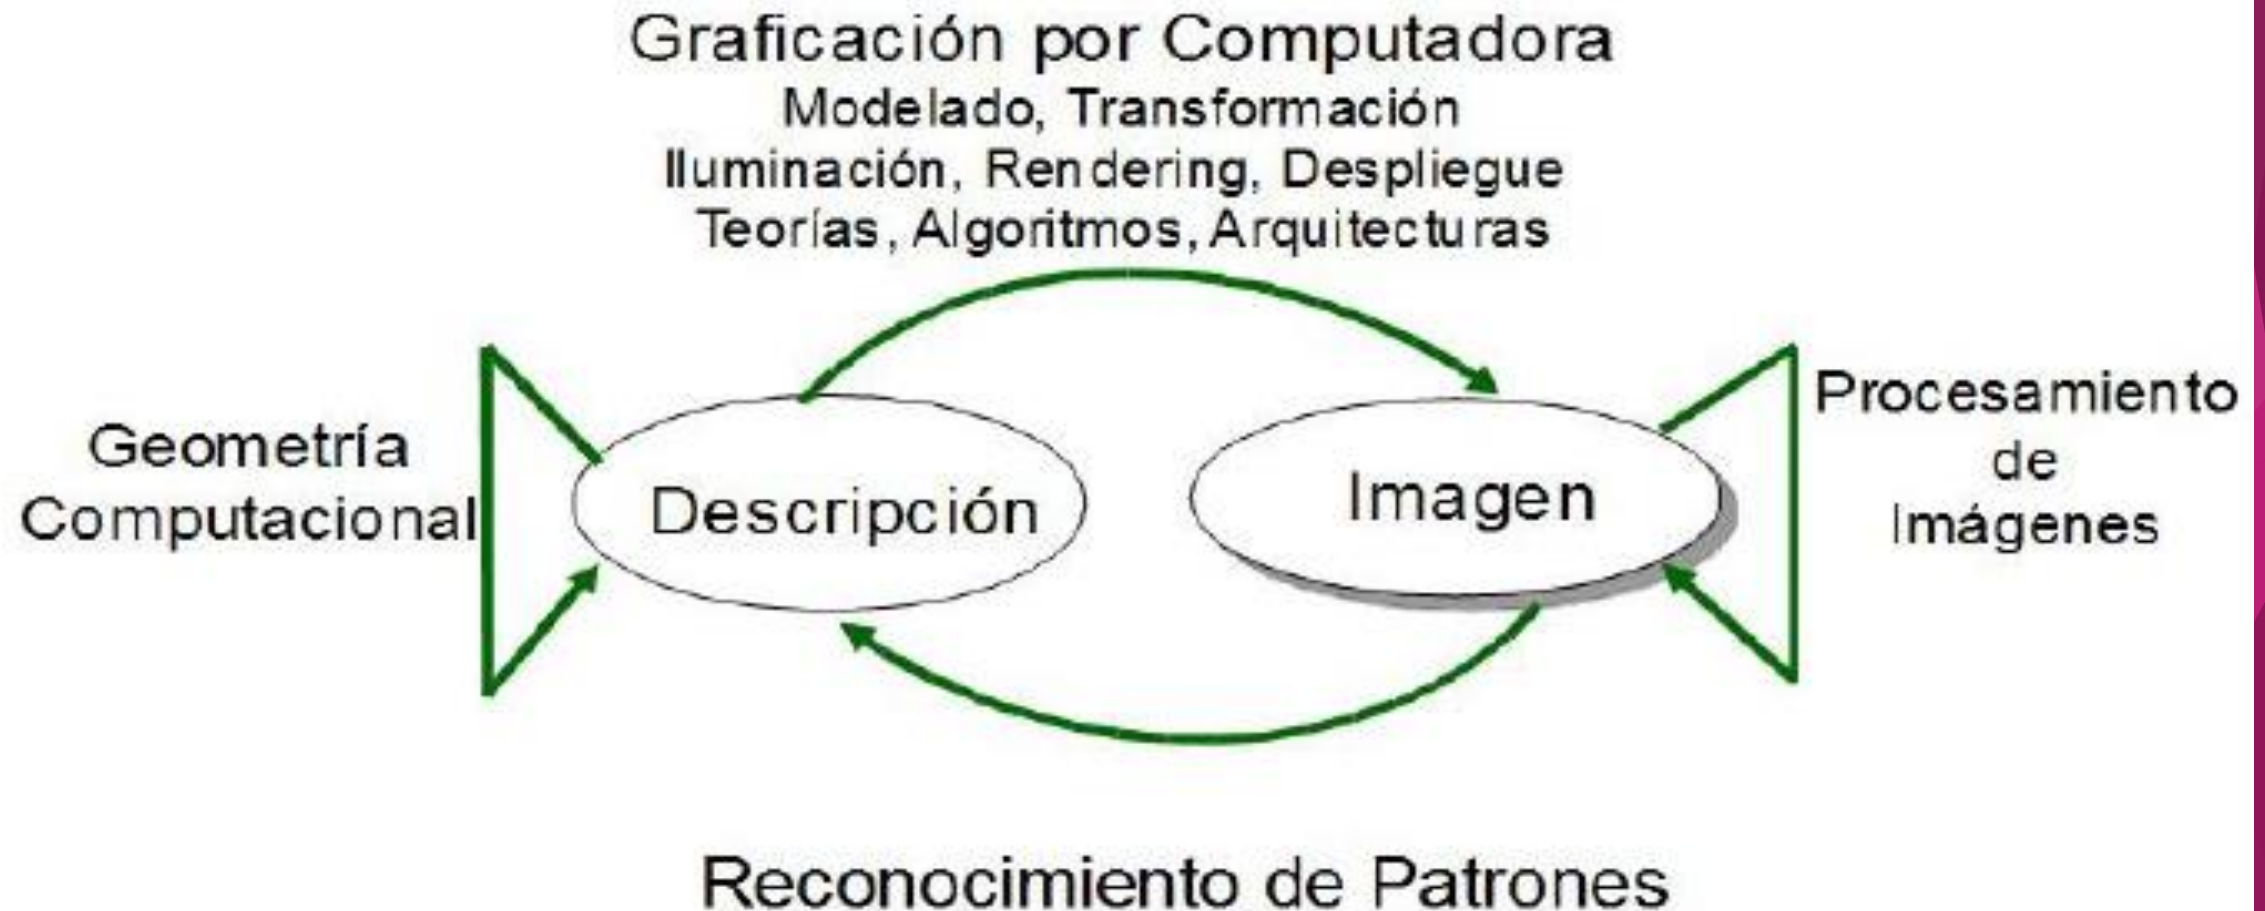 Graficación por Computadora
Modelado, Transformación
Iluminación, Rendering, Despliegue
Teorías, Algoritmos, Arquitecturas
Geometría
Computacional
Descripción
Imagen
Procesamiento
de
Imágenes
Reconocimiento de Patrones